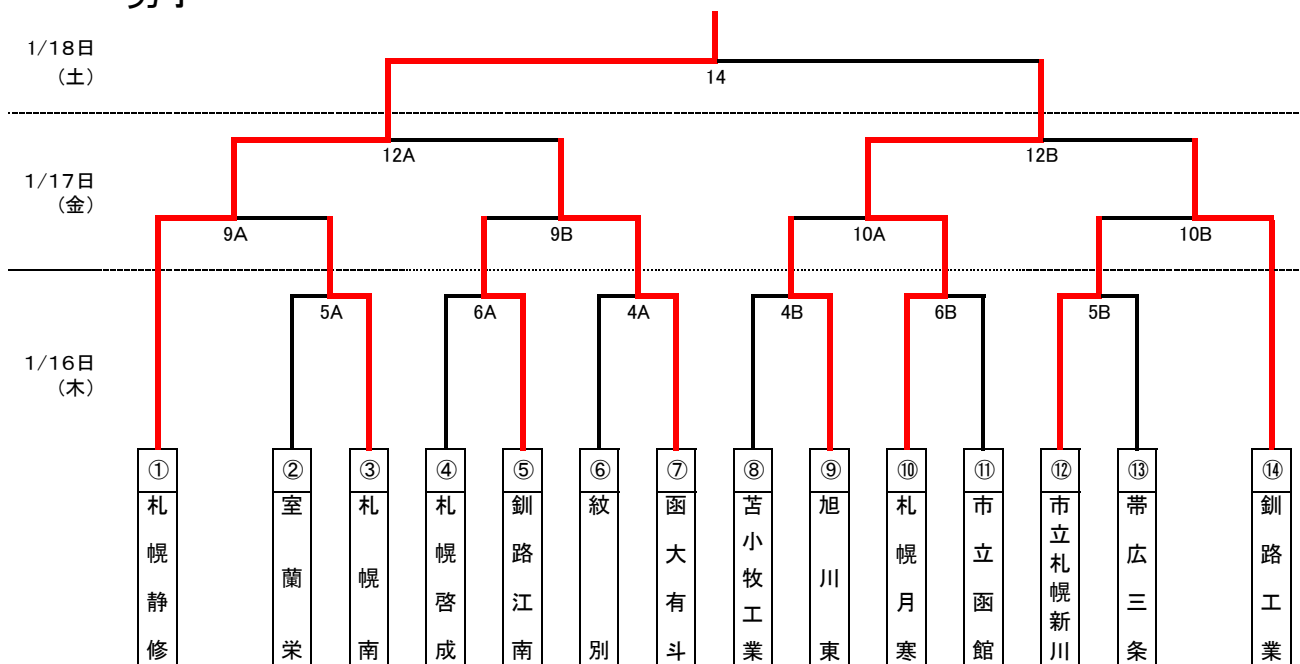 1/18日
(土)
14
12A
12B
1/17日
(金)
9A
9B
10A
10B
5A
6A
4A
4B
6B
5B
1/16日
(木)
① ② ③ ④ ⑤ ⑥ ⑦ ⑧ ⑨ ⑩ ⑪ ⑫ ⑬ ⑭
札幌静修
室蘭栄
札幌南
札幌啓成
釧路江南
紋別
函大有斗
苫小牧工業
旭川東
札幌月寒
市立函館
市立札幌新川
帯広三条
釧路工業